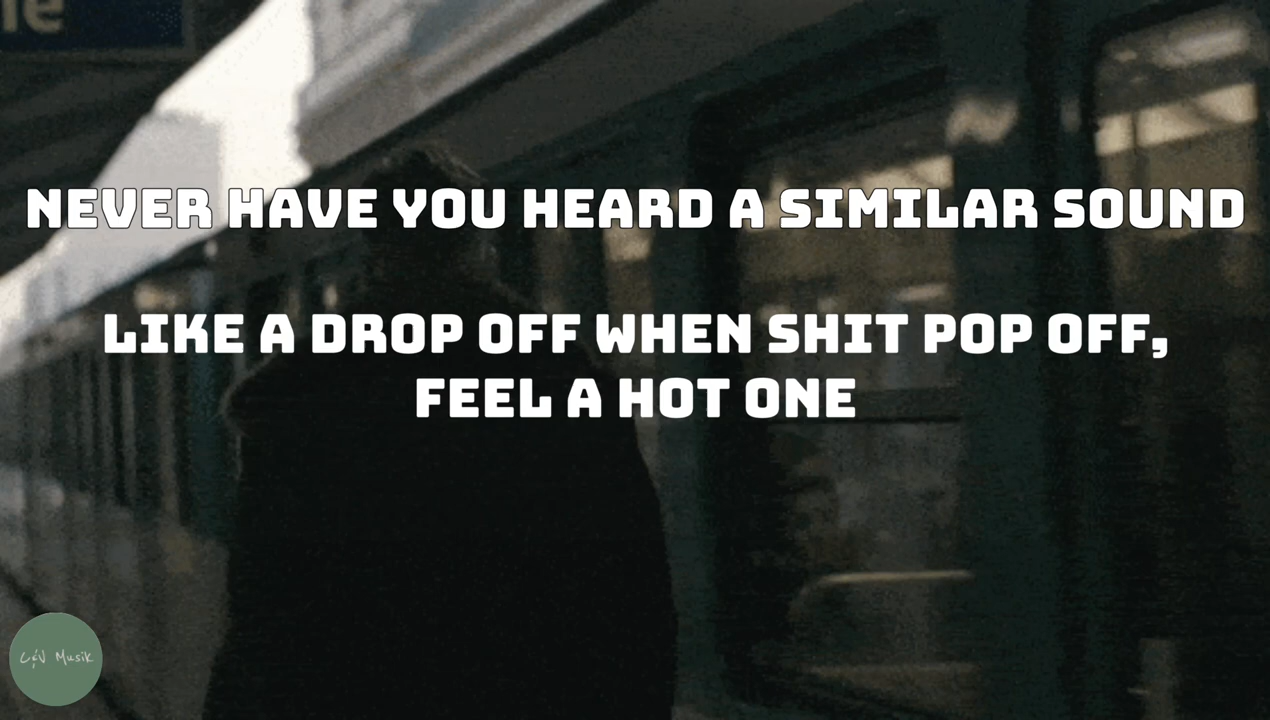 NEVER HAVE YOU HEARD A SIMILAR SOUND
LIKE A DROP OFF WHEN SHIT POP OFF,
FEEL A HOT ONE
Musik